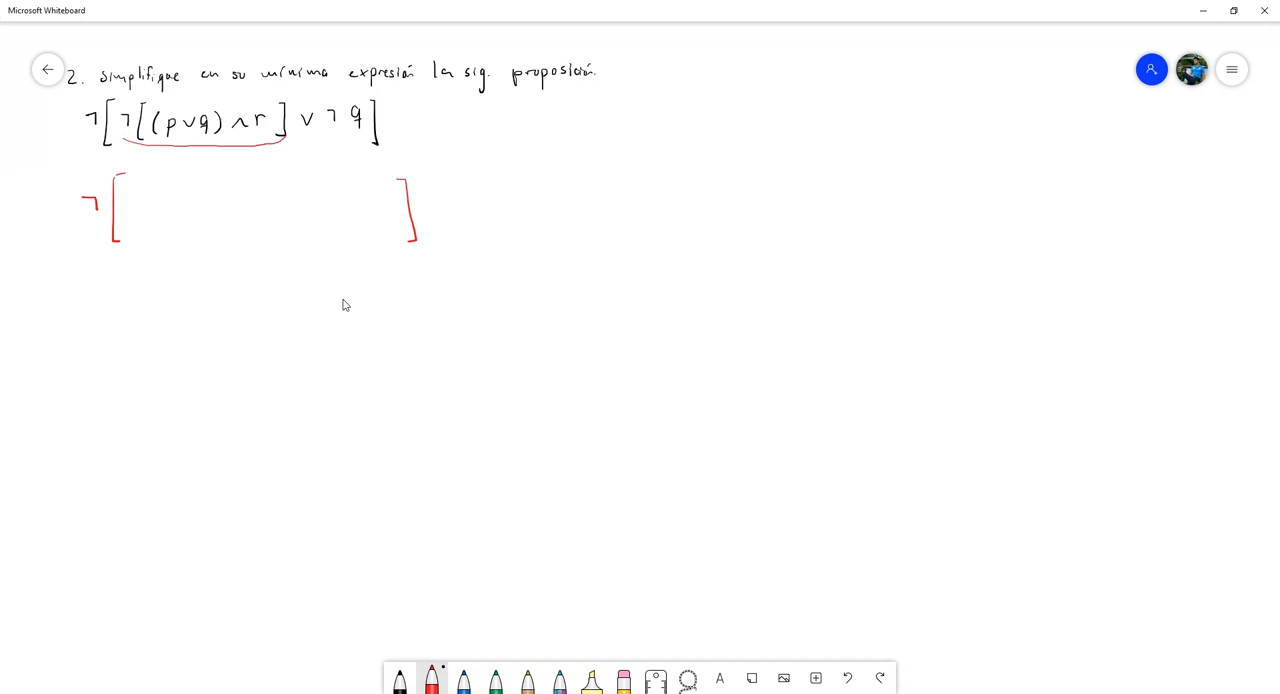 Microsoft Whiteboard
2. simplifique en su mínima expresión la sig. proposición.
¬[¬[(p∨q)∧r]∨¬q]
¬[ ]
A